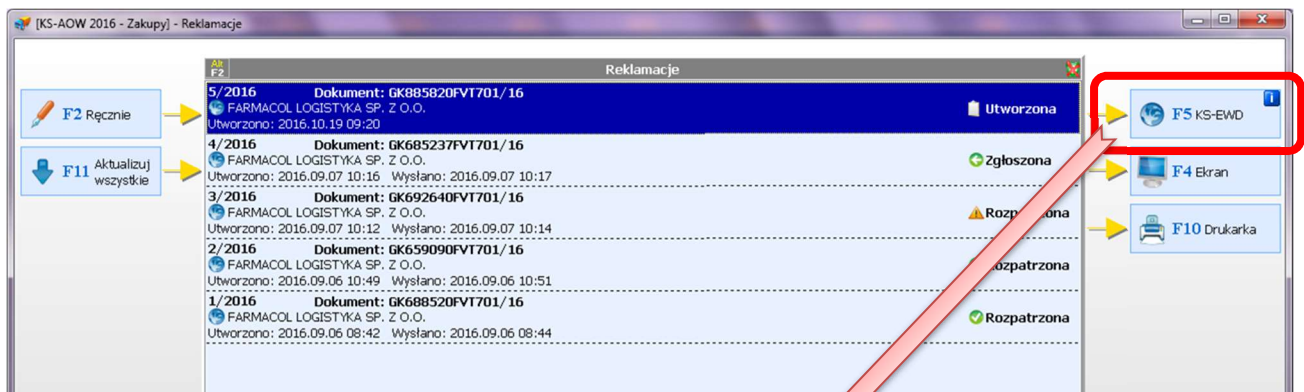 [KS-AOW 2016 - Zakupy] - Reklamacje
Alt F2 Reklamacje
F2 Ręcznie
F11 Aktualizuj wszystkie
5/2016 Dokument: GK885820FVT701/16
FARMACOL LOGISTYKA SP. Z O.O. Utworzona
Utworzono: 2016.10.19 09:20
4/2016 Dokument: GK685237FVT701/16
FARMACOL LOGISTYKA SP. Z O.O. Zgłoszona
Utworzono: 2016.09.07 10:16 Wysłano: 2016.09.07 10:17
3/2016 Dokument: GK692640FVT701/16
FARMACOL LOGISTYKA SP. Z O.O.
Utworzono: 2016.09.07 10:12 Wysłano: 2016.09.07 10:14
2/2016 Dokument: GK659090FVT701/16
FARMACOL LOGISTYKA SP. Z O.O.
Utworzono: 2016.09.06 10:49 Wysłano: 2016.09.06 10:51
1/2016 Dokument: GK688520FVT701/16
FARMACOL LOGISTYKA SP. Z O.O. Rozpatrzona
Utworzono: 2016.09.06 08:42 Wysłano: 2016.09.06 08:44
F5 KS-EWD
F4 Ekran
F10 Drukarka